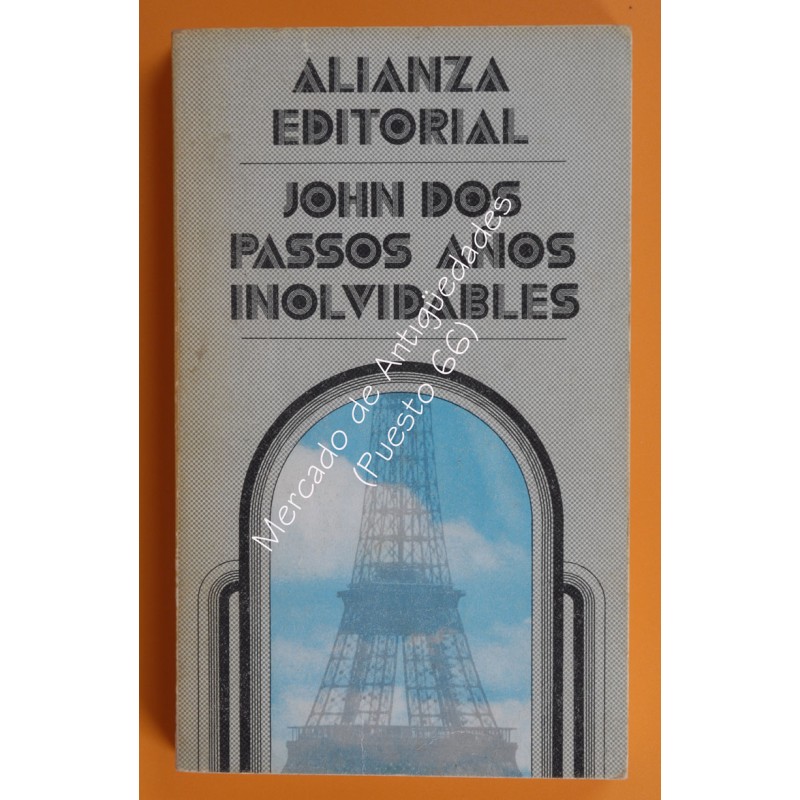 ALIANZA
EDITORIAL
JOHN DOS
PASSOS AÑOS
INOLVIDABLES
Mercado de Antigüedades
(Puesto 66)